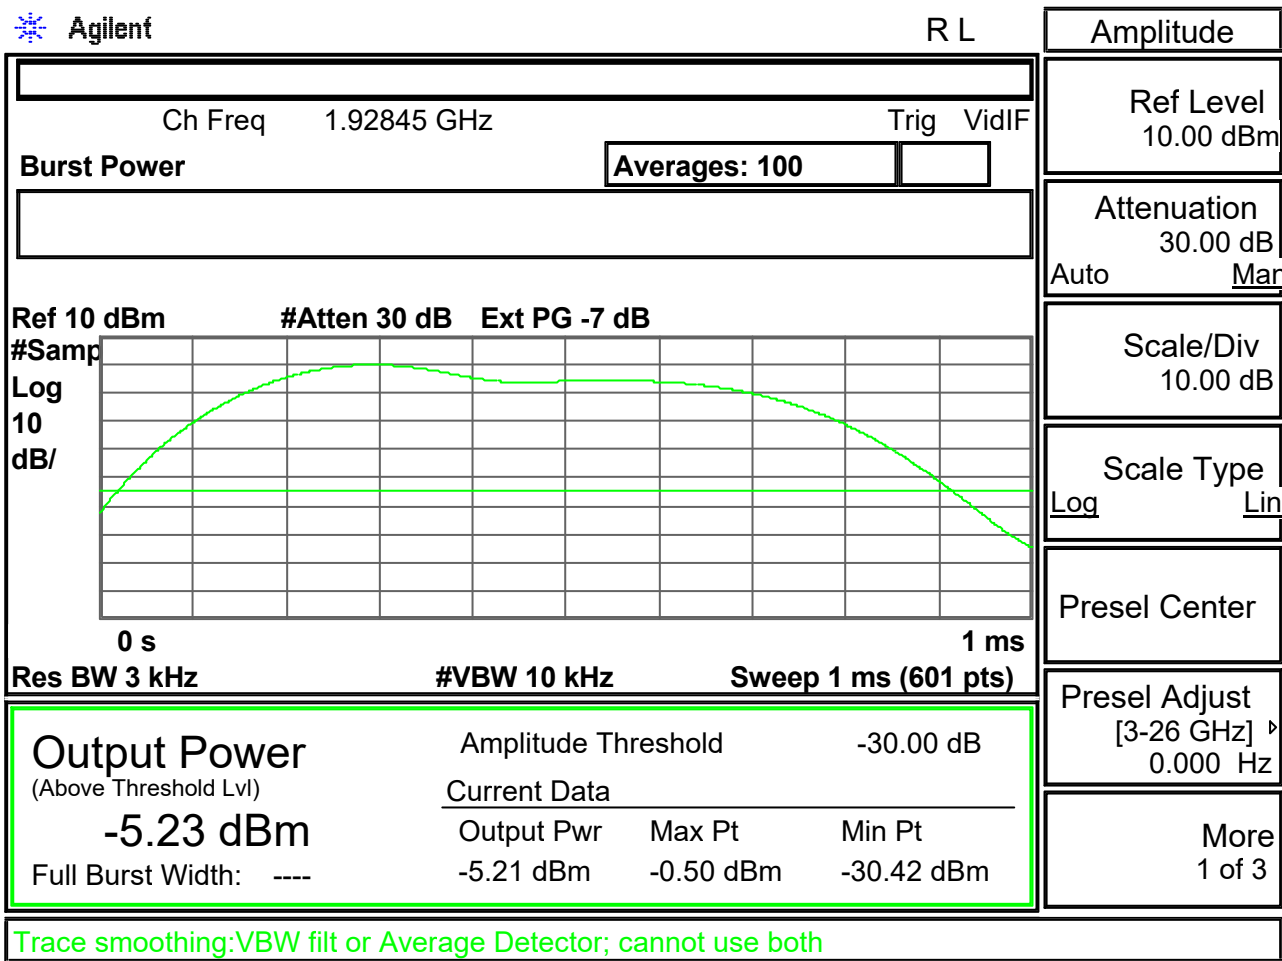 Agilent R L
Ch Freq 1.92845 GHz Trig VidIF
Burst Power Averages: 100
Ref 10 dBm #Atten 30 dB Ext PG -7 dB
#Samp
Log
10
dB/
0 s 1 ms
Res BW 3 kHz #VBW 10 kHz Sweep 1 ms (601 pts)
Output Power
(Above Threshold Lvl)
-5.23 dBm
Full Burst Width: ----
Amplitude Threshold -30.00 dB
Current Data
Output Pwr Max Pt Min Pt
-5.21 dBm -0.50 dBm -30.42 dBm
Trace smoothing:VBW filt or Average Detector; cannot use both
Amplitude
Ref Level
10.00 dBm
Attenuation
30.00 dB
Auto Man
Scale/Div
10.00 dB
Scale Type
Log Lin
Presel Center
Presel Adjust
[3-26 GHz]
0.000 Hz
More
1 of 3